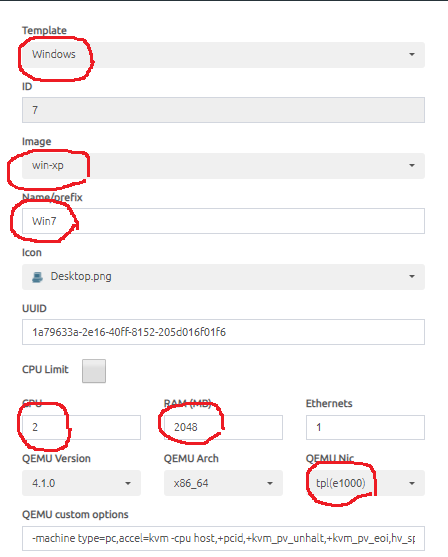 Template
Windows
ID
7
Image
win-xp
Name/prefix
Win7
Icon
Desktop.png
UUID
1a79633a-2e16-40ff-8152-205d016f01f6
CPU Limit
CPU RAM (MB) Ethernets
2 2048 1
QEMU Version QEMU Arch QEMU Nic
4.1.0 x86_64 tpl(e1000)
QEMU custom options
-machine type=pc,accel=kvm -cpu host,+pcid,+kvm_pv_unhalt,+kvm_pv_eoi,hv_sp